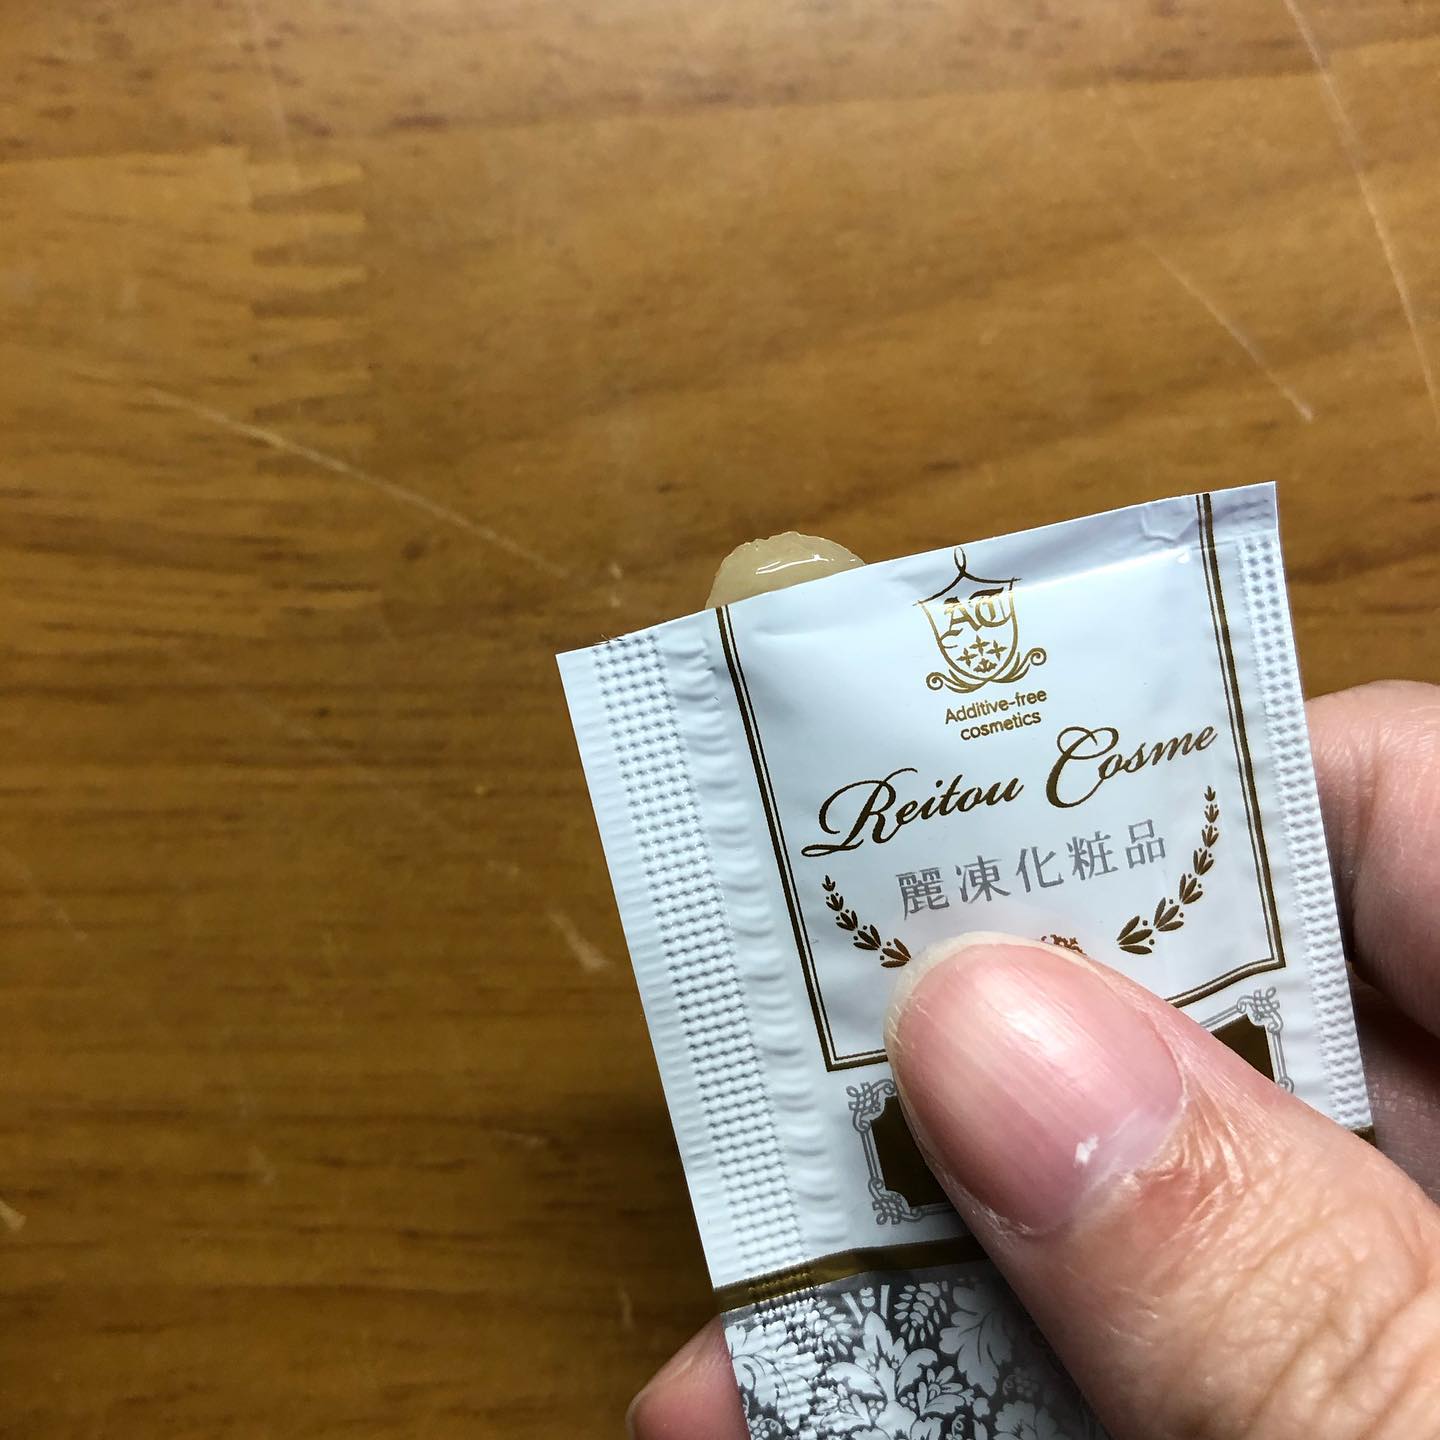 AC
Additive-free
cosmetics
Reitou Cosme
麗凍化粧品